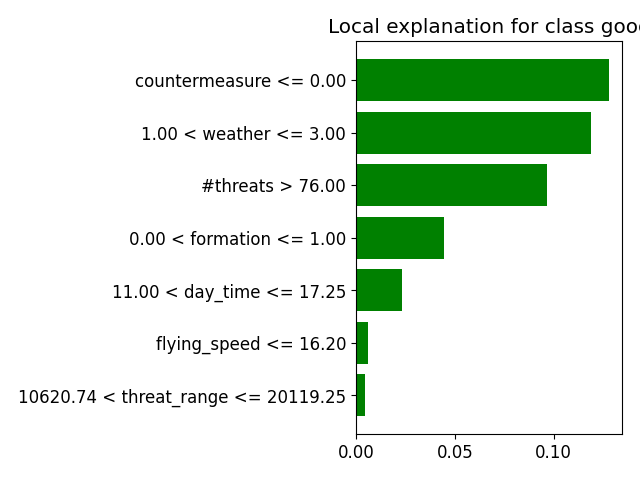 Local explanation for class good
countermeasure <= 0.00
1.00 < weather <= 3.00
#threats > 76.00
0.00 < formation <= 1.00
11.00 < day_time <= 17.25
flying_speed <= 16.20
10620.74 < threat_range <= 20119.25
0.00 0.05 0.10